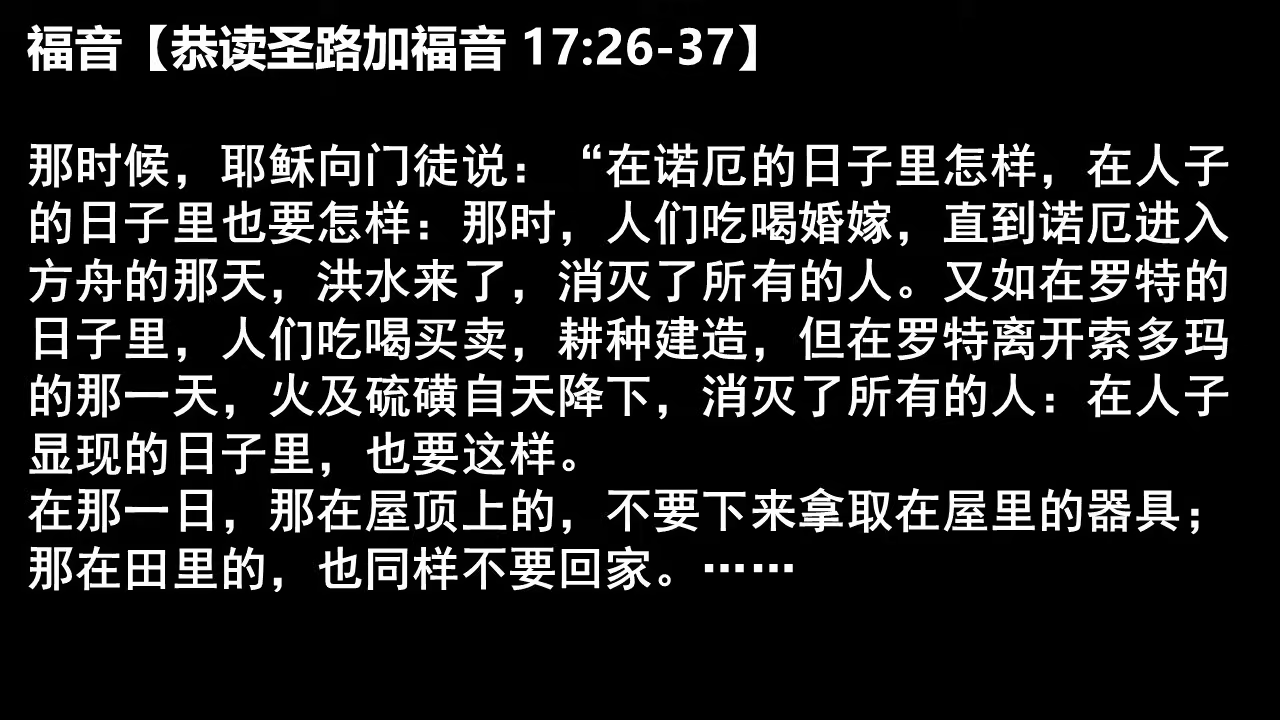 福音【恭读圣路加福音 17:26-37】
那时候，耶稣向门徒说：“在诺厄的日子里怎样，在人子
的日子里也要怎样：那时，人们吃喝婚嫁，直到诺厄进入
方舟的那天，洪水来了，消灭了所有的人。又如在罗特的
日子里，人们吃喝买卖，耕种建造，但在罗特离开索多玛
的那一天，火及硫磺自天降下，消灭了所有的人：在人子
显现的日子里，也要这样。
在那一日，那在屋顶上的，不要下来拿取在屋里的器具；
那在田里的，也同样不要回家。……